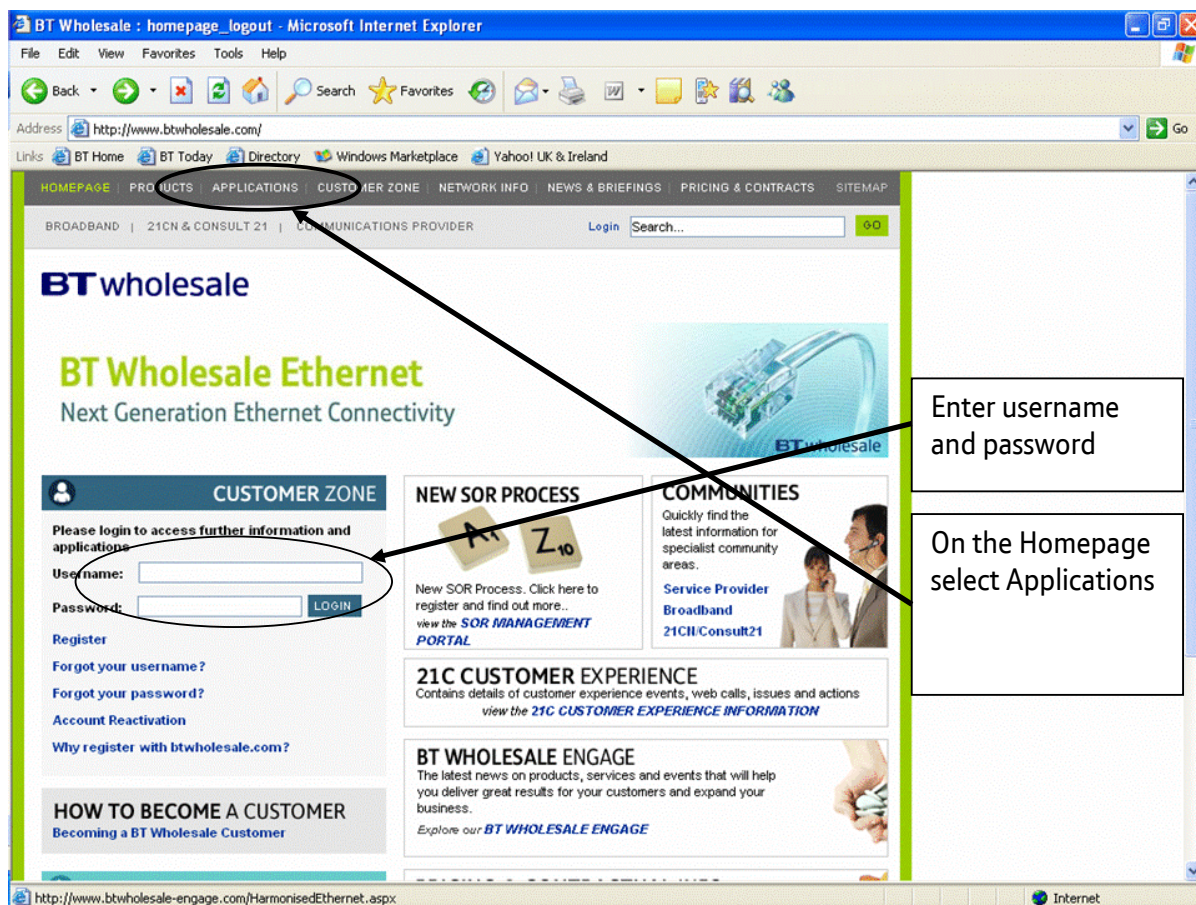 BT Wholesale : homepage_logout - Microsoft Internet Explorer
File Edit View Favorites Tools Help
Back Search Favorites
Address http://www.btwholesale.com/ Go
Links BT Home BT Today Directory Windows Marketplace Yahoo! UK & Ireland
HOMEPAGE | PRODUCTS | APPLICATIONS | CUSTOMER ZONE | NETWORK INFO | NEWS & BRIEFINGS | PRICING & CONTRACTS SITEMAP
BROADBAND | 21CN & CONSULT 21 | COMMUNICATIONS PROVIDER Login Search... GO
BT wholesale
BT Wholesale Ethernet
Next Generation Ethernet Connectivity
BT wholesale
Enter username
and password
On the Homepage
select Applications
CUSTOMER ZONE
Please login to access further information and
applications
Username:
Password: LOGIN
Register
Forgot your username?
Forgot your password?
Account Reactivation
Why register with btwholesale.com?
HOW TO BECOME A CUSTOMER
Becoming a BT Wholesale Customer
NEW SOR PROCESS
A1 Z10
New SOR Process. Click here to
register and find out more..
view the SOR MANAGEMENT
PORTAL
COMMUNITIES
Quickly find the
latest information for
specialist community
areas.
Service Provider
Broadband
21CN/Consult21
21C CUSTOMER EXPERIENCE
Contains details of customer experience events, web calls, issues and actions
view the 21C CUSTOMER EXPERIENCE INFORMATION
BT WHOLESALE ENGAGE
The latest news on products, services and events that will help
you deliver great results for your customers and expand your
business.
Explore our BT WHOLESALE ENGAGE
http://www.btwholesale-engage.com/HarmonisedEthernet.aspx Internet